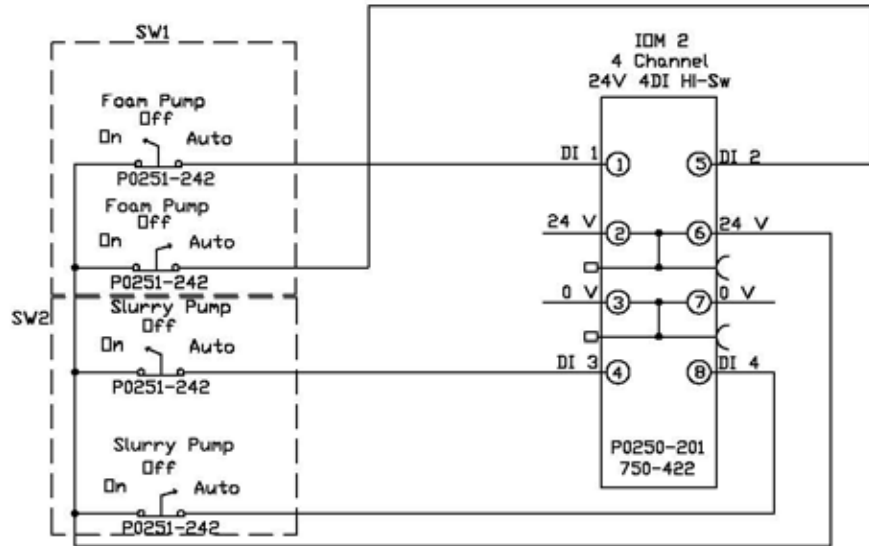 SW1
Foam Pump
Off
On Auto
P0251-242
Foam Pump
Off
On Auto
P0251-242
SW2
Slurry Pump
Off
On Auto
P0251-242
Slurry Pump
Off
On Auto
P0251-242
IOM 2
4 Channel
24V 4DI HI-Sw
DI 1 1 5 DI 2
24 V 2 6 24 V
0 V 3 7 0 V
DI 3 4 8 DI 4
P0250-201
750-422